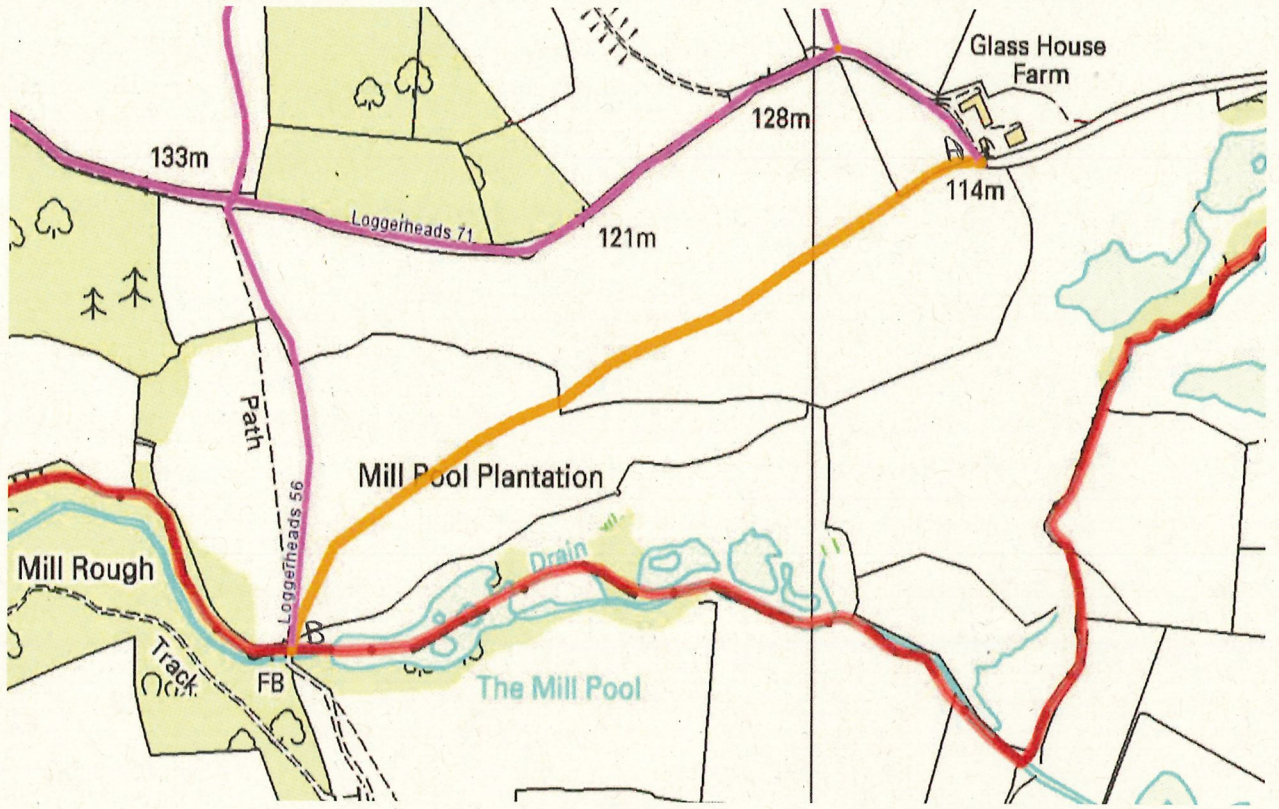 Glass House
Farm
128m
133m
114m
Loggerheads 71
121m
Path
Mill Pool Plantation
Loggerheads 56
Drain
Mill Rough
Track
FB
The Mill Pool